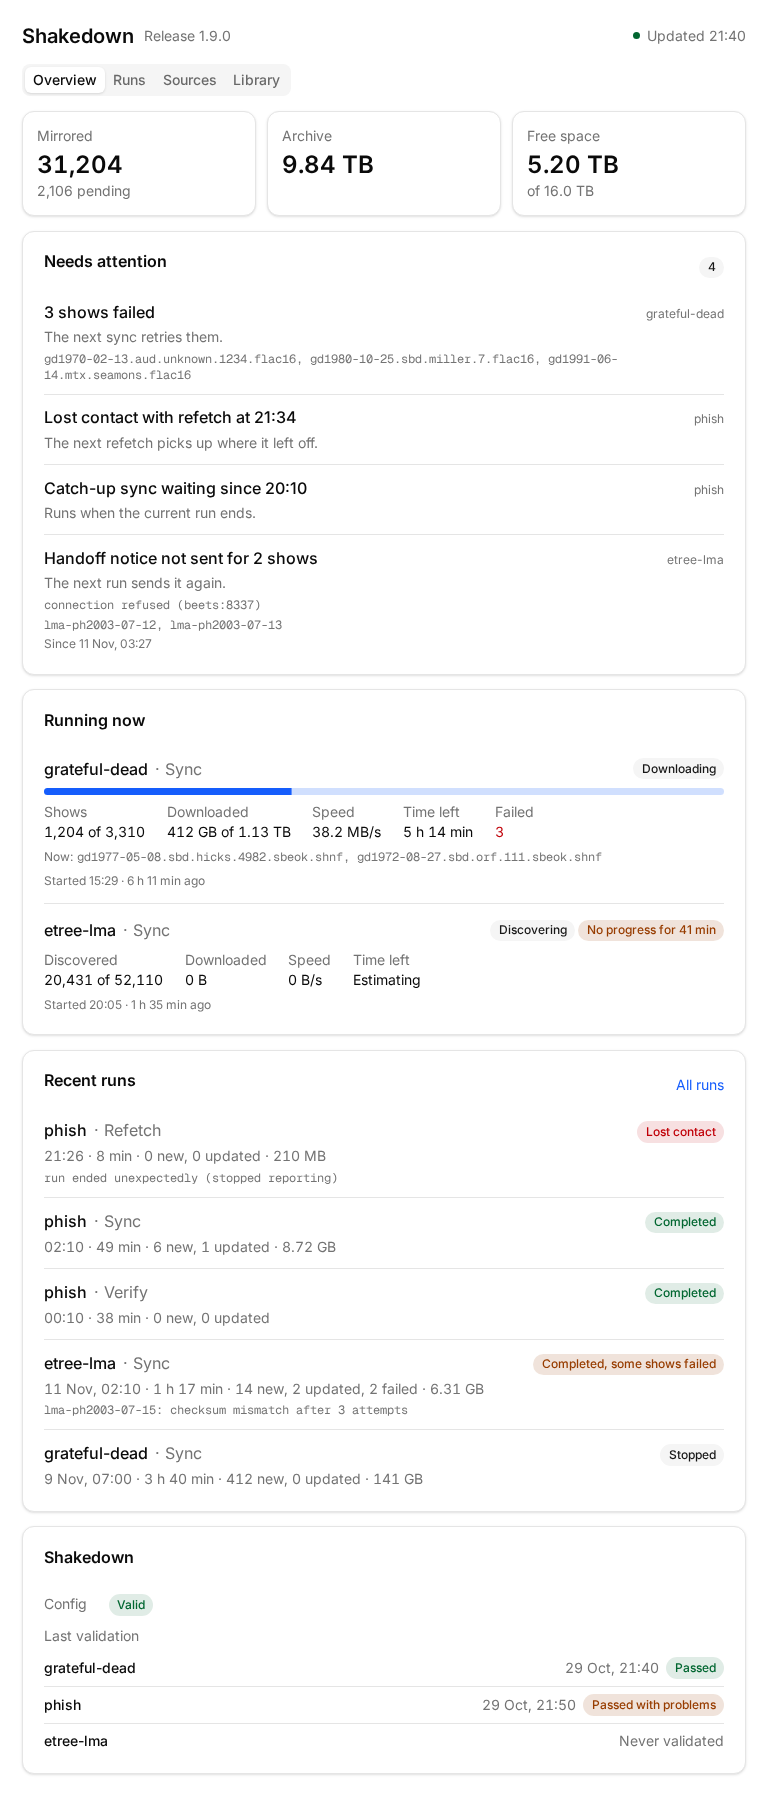 Shakedown Release 1.9.0
Updated 21:40
Overview Runs Sources Library
Mirrored
31,204
2,106 pending
Archive
9.84 TB
Free space
5.20 TB
of 16.0 TB
Needs attention
4
3 shows failed
grateful-dead
The next sync retries them.
gd1970-02-13.aud.unknown.1234.flac16, gd1980-10-25.sbd.miller.7.flac16, gd1991-06-
14.mtx.seamons.flac16
Lost contact with refetch at 21:34
phish
The next refetch picks up where it left off.
Catch-up sync waiting since 20:10
phish
Runs when the current run ends.
Handoff notice not sent for 2 shows
etree-lma
The next run sends it again.
connection refused (beets:8337)
lma-ph2003-07-12, lma-ph2003-07-13
Since 11 Nov, 03:27
Running now
grateful-dead · Sync
Downloading
Shows Downloaded Speed Time left Failed
1,204 of 3,310 412 GB of 1.13 TB 38.2 MB/s 5 h 14 min 3
Now: gd1977-05-08.sbd.hicks.4982.sbeok.shnf, gd1972-08-27.sbd.orf.111.sbeok.shnf
Started 15:29 · 6 h 11 min ago
etree-lma · Sync
Discovering No progress for 41 min
Discovered Downloaded Speed Time left
20,431 of 52,110 0 B 0 B/s Estimating
Started 20:05 · 1 h 35 min ago
Recent runs
All runs
phish · Refetch
Lost contact
21:26 · 8 min · 0 new, 0 updated · 210 MB
run ended unexpectedly (stopped reporting)
phish · Sync
Completed
02:10 · 49 min · 6 new, 1 updated · 8.72 GB
phish · Verify
Completed
00:10 · 38 min · 0 new, 0 updated
etree-lma · Sync
Completed, some shows failed
11 Nov, 02:10 · 1 h 17 min · 14 new, 2 updated, 2 failed · 6.31 GB
lma-ph2003-07-15: checksum mismatch after 3 attempts
grateful-dead · Sync
Stopped
9 Nov, 07:00 · 3 h 40 min · 412 new, 0 updated · 141 GB
Shakedown
Config Valid
Last validation
grateful-dead 29 Oct, 21:40 Passed
phish 29 Oct, 21:50 Passed with problems
etree-lma Never validated